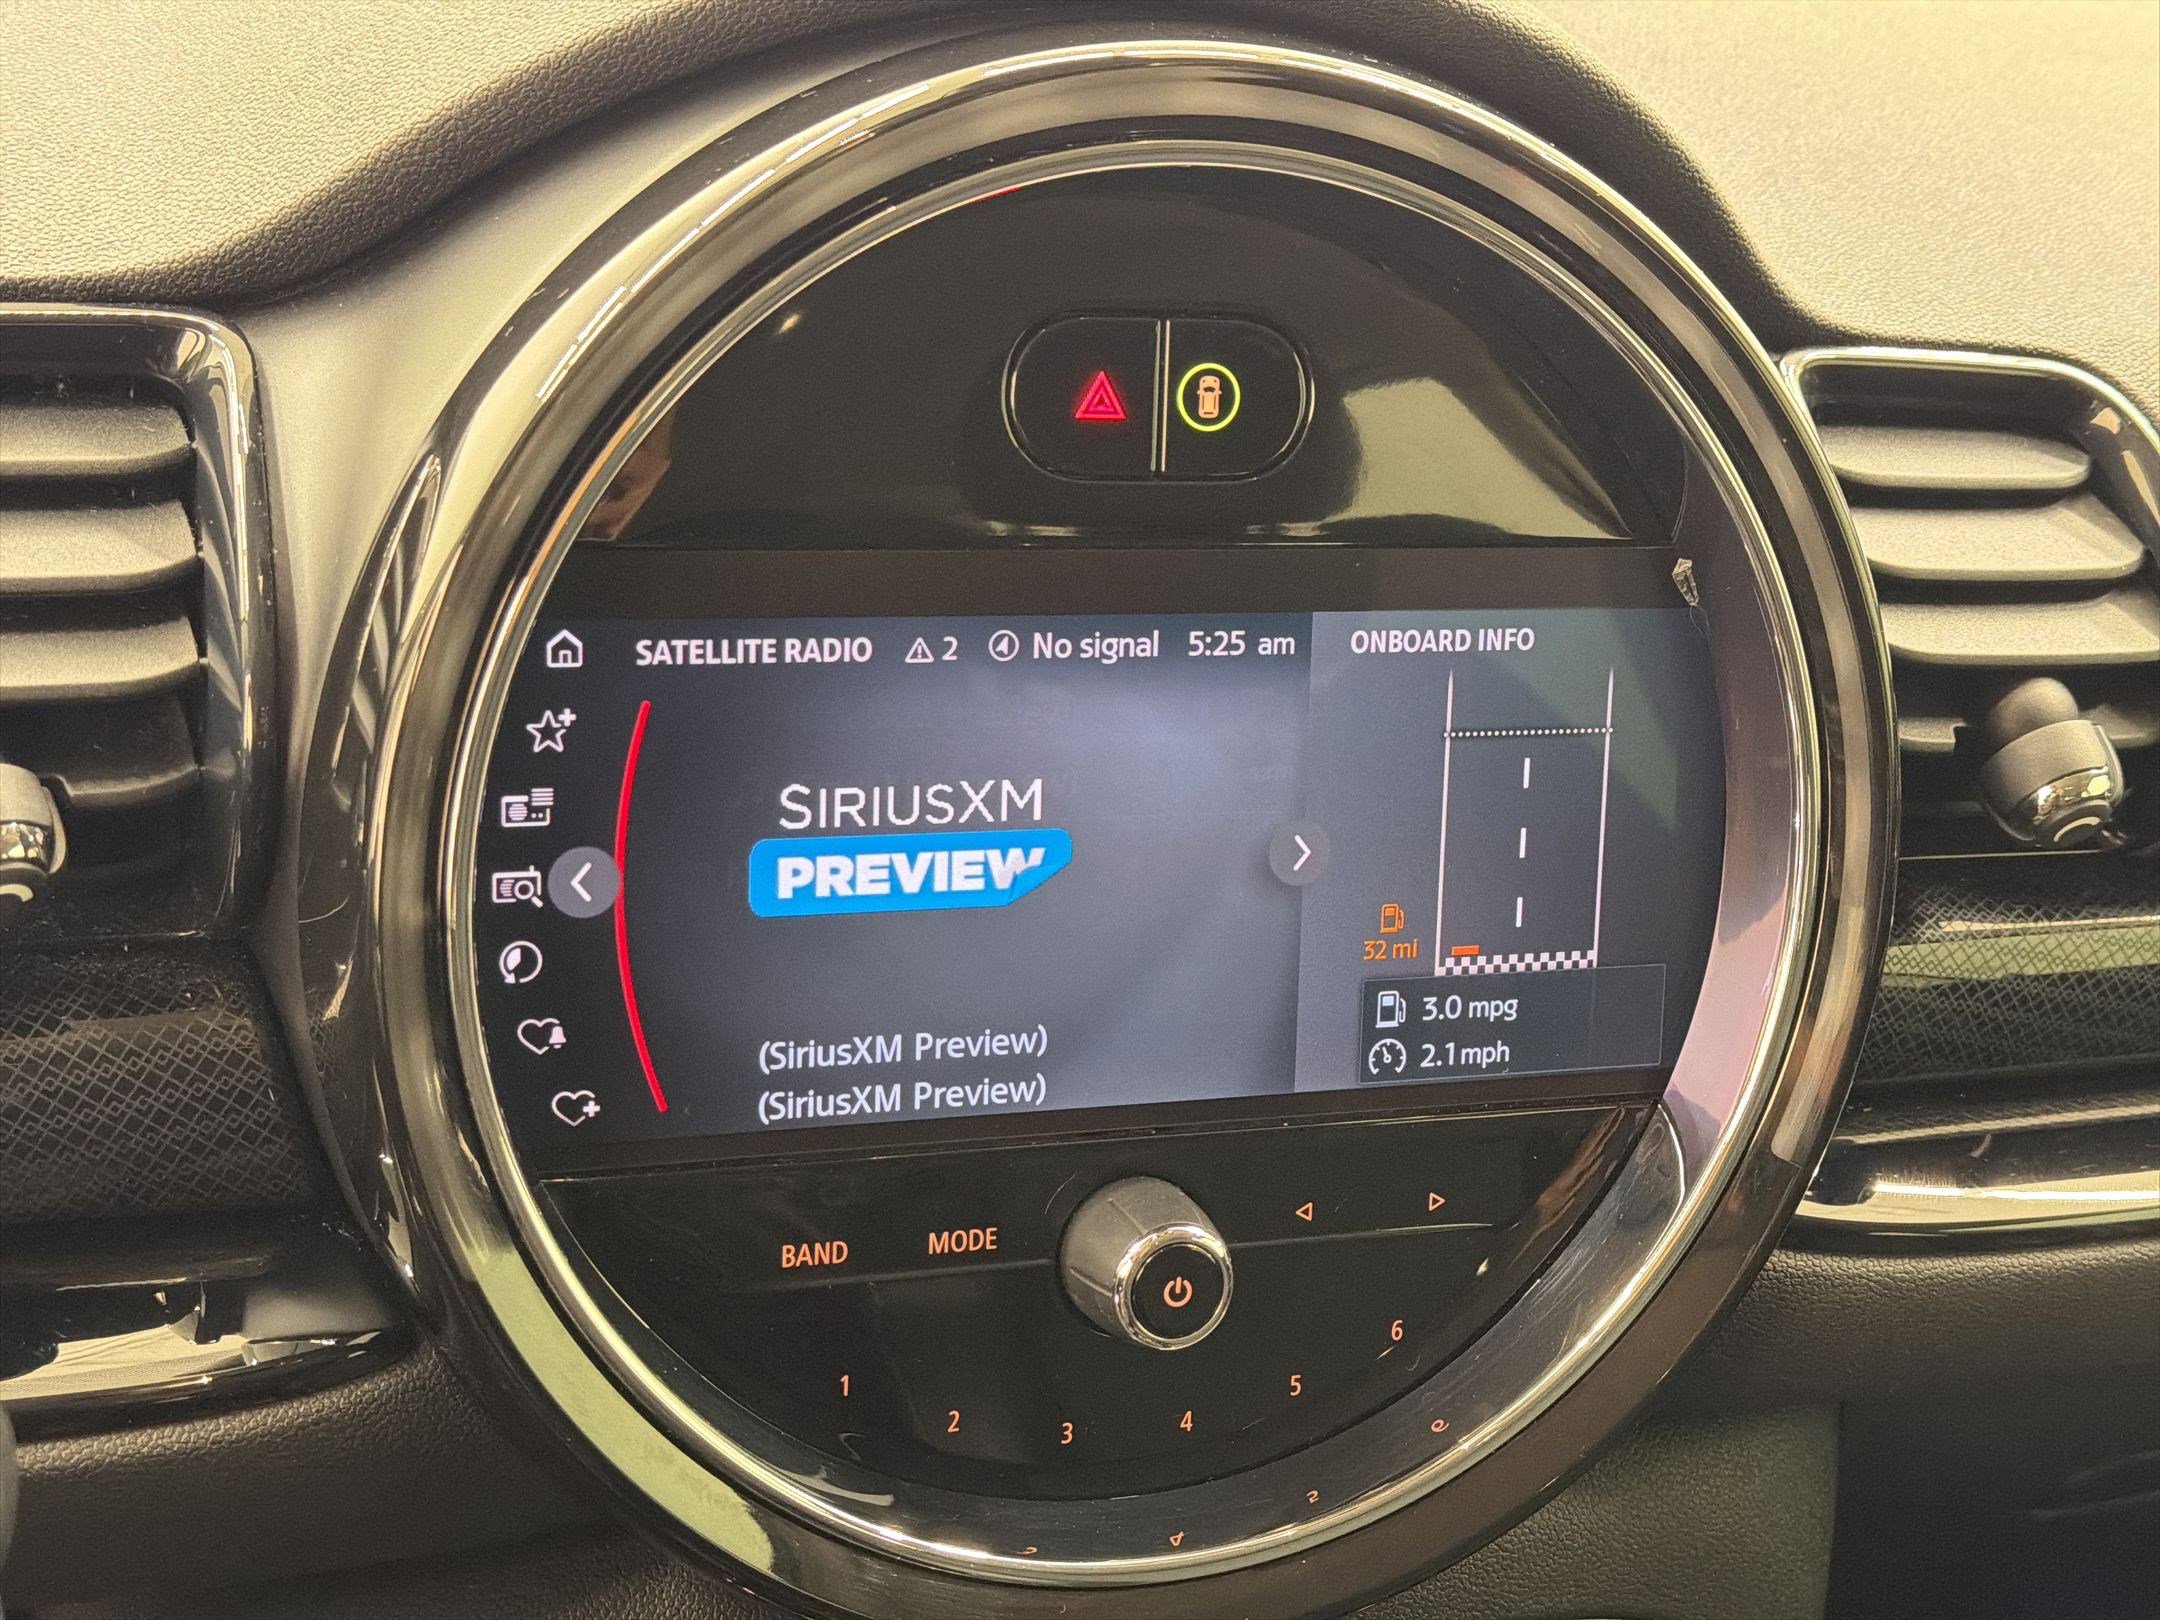 SATELLITE RADIO 2 No signal 5:25 am
ONBOARD INFO
SIRIUSXM
PREVIEW
(SiriusXM Preview)
(SiriusXM Preview)
32 mi
3.0 mpg
2.1 mph
BAND MODE
1 2 3 4 5 6